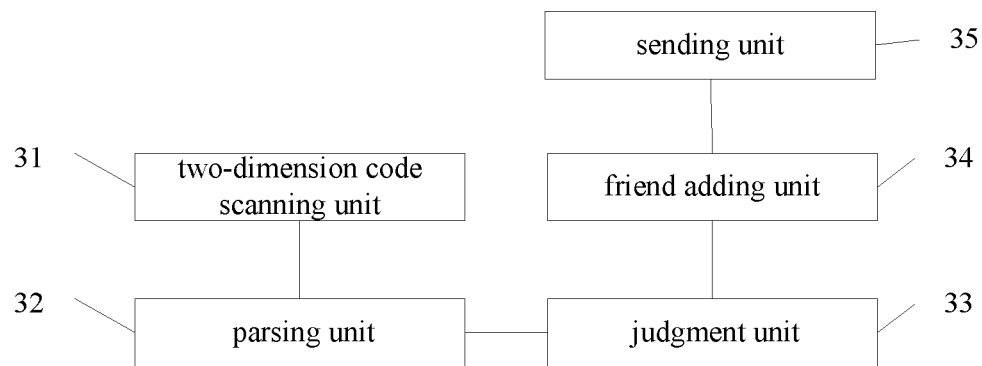 sending unit
35
31
two-dimension code
scanning unit
friend adding unit
34
32
parsing unit
judgment unit
33